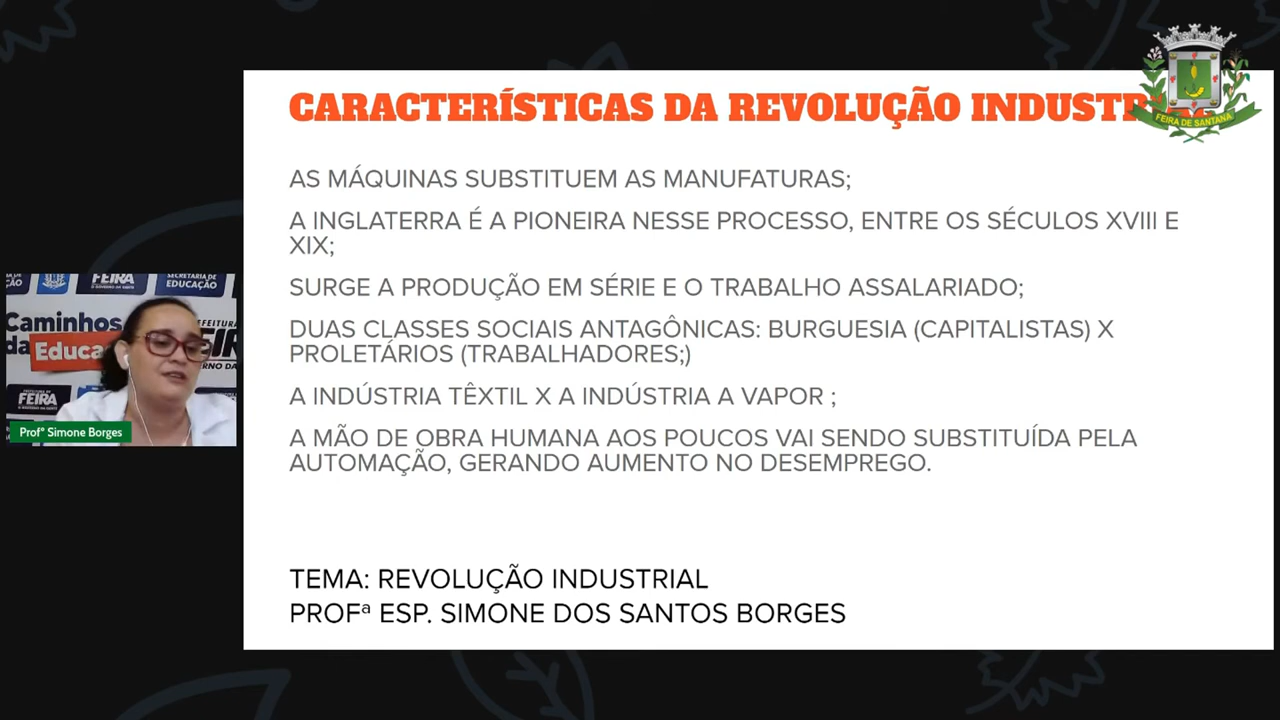 CARACTERÍSTICAS DA REVOLUÇÃO
FEIRA DE SANTANA
AS MÁQUINAS SUBSTITUEM AS MANUFATURAS;
A INGLATERRA É A PIONEIRA NESSE PROCESSO, ENTRE OS SÉCULOS XVIII E
XIX;
SURGE A PRODUÇÃO EM SÉRIE E O TRABALHO ASSALARIADO;
DUAS CLASSES SOCIAIS ANTAGÔNICAS: BURGUESIA (CAPITALISTAS) X
PROLETÁRIOS (TRABALHADORES;)
A INDÚSTRIA TÊXTIL X A INDÚSTRIA A VAPOR ;
A MÃO DE OBRA HUMANA AOS POUCOS VAI SENDO SUBSTITUÍDA PELA
AUTOMAÇÃO, GERANDO AUMENTO NO DESEMPREGO.
TEMA: REVOLUÇÃO INDUSTRIAL
PROFª ESP. SIMONE DOS SANTOS BORGES
FEIRA
SECRETARIA DE
EDUCAÇÃO
Caminhos
da
FEIRA
Profª Simone Borges